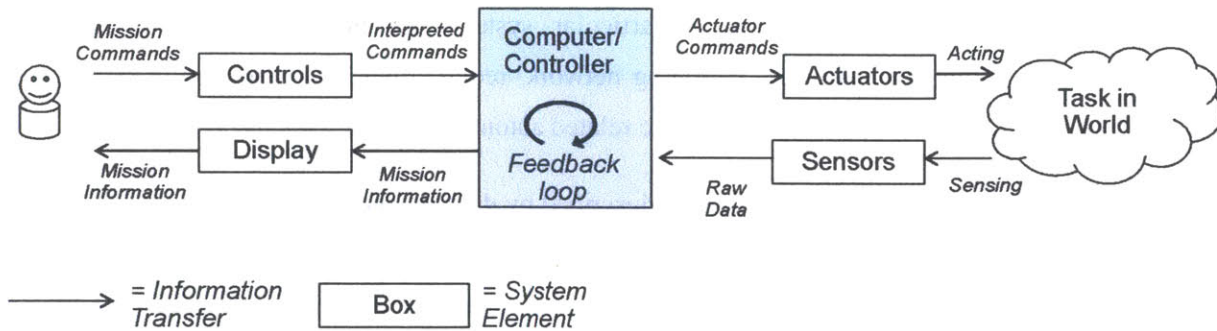 Mission
Commands
Controls
Interpreted
Commands
Computer/
Controller
Feedback
loop
Actuator
Commands
Actuators
Acting
Task in
World
Mission
Information
Display
Mission
Information
Raw
Data
Sensors
Sensing
= Information
Transfer
Box
= System
Element